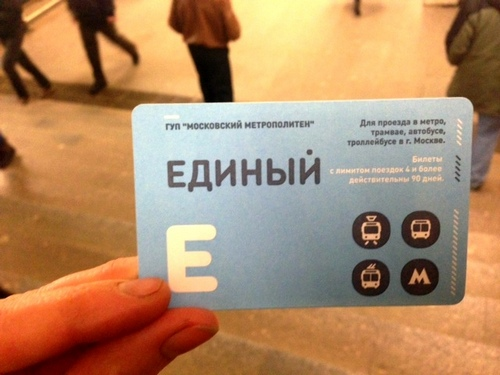 ГУП "МОСКОВСКИЙ МЕТРОПОЛИТЕН"
Для проезда в метро,
трамвае, автобусе,
троллейбусе в г. Москве.
ЕДИНЫЙ
Билеты
с лимитом поездок 4 и более
действительны 90 дней.
Е
М